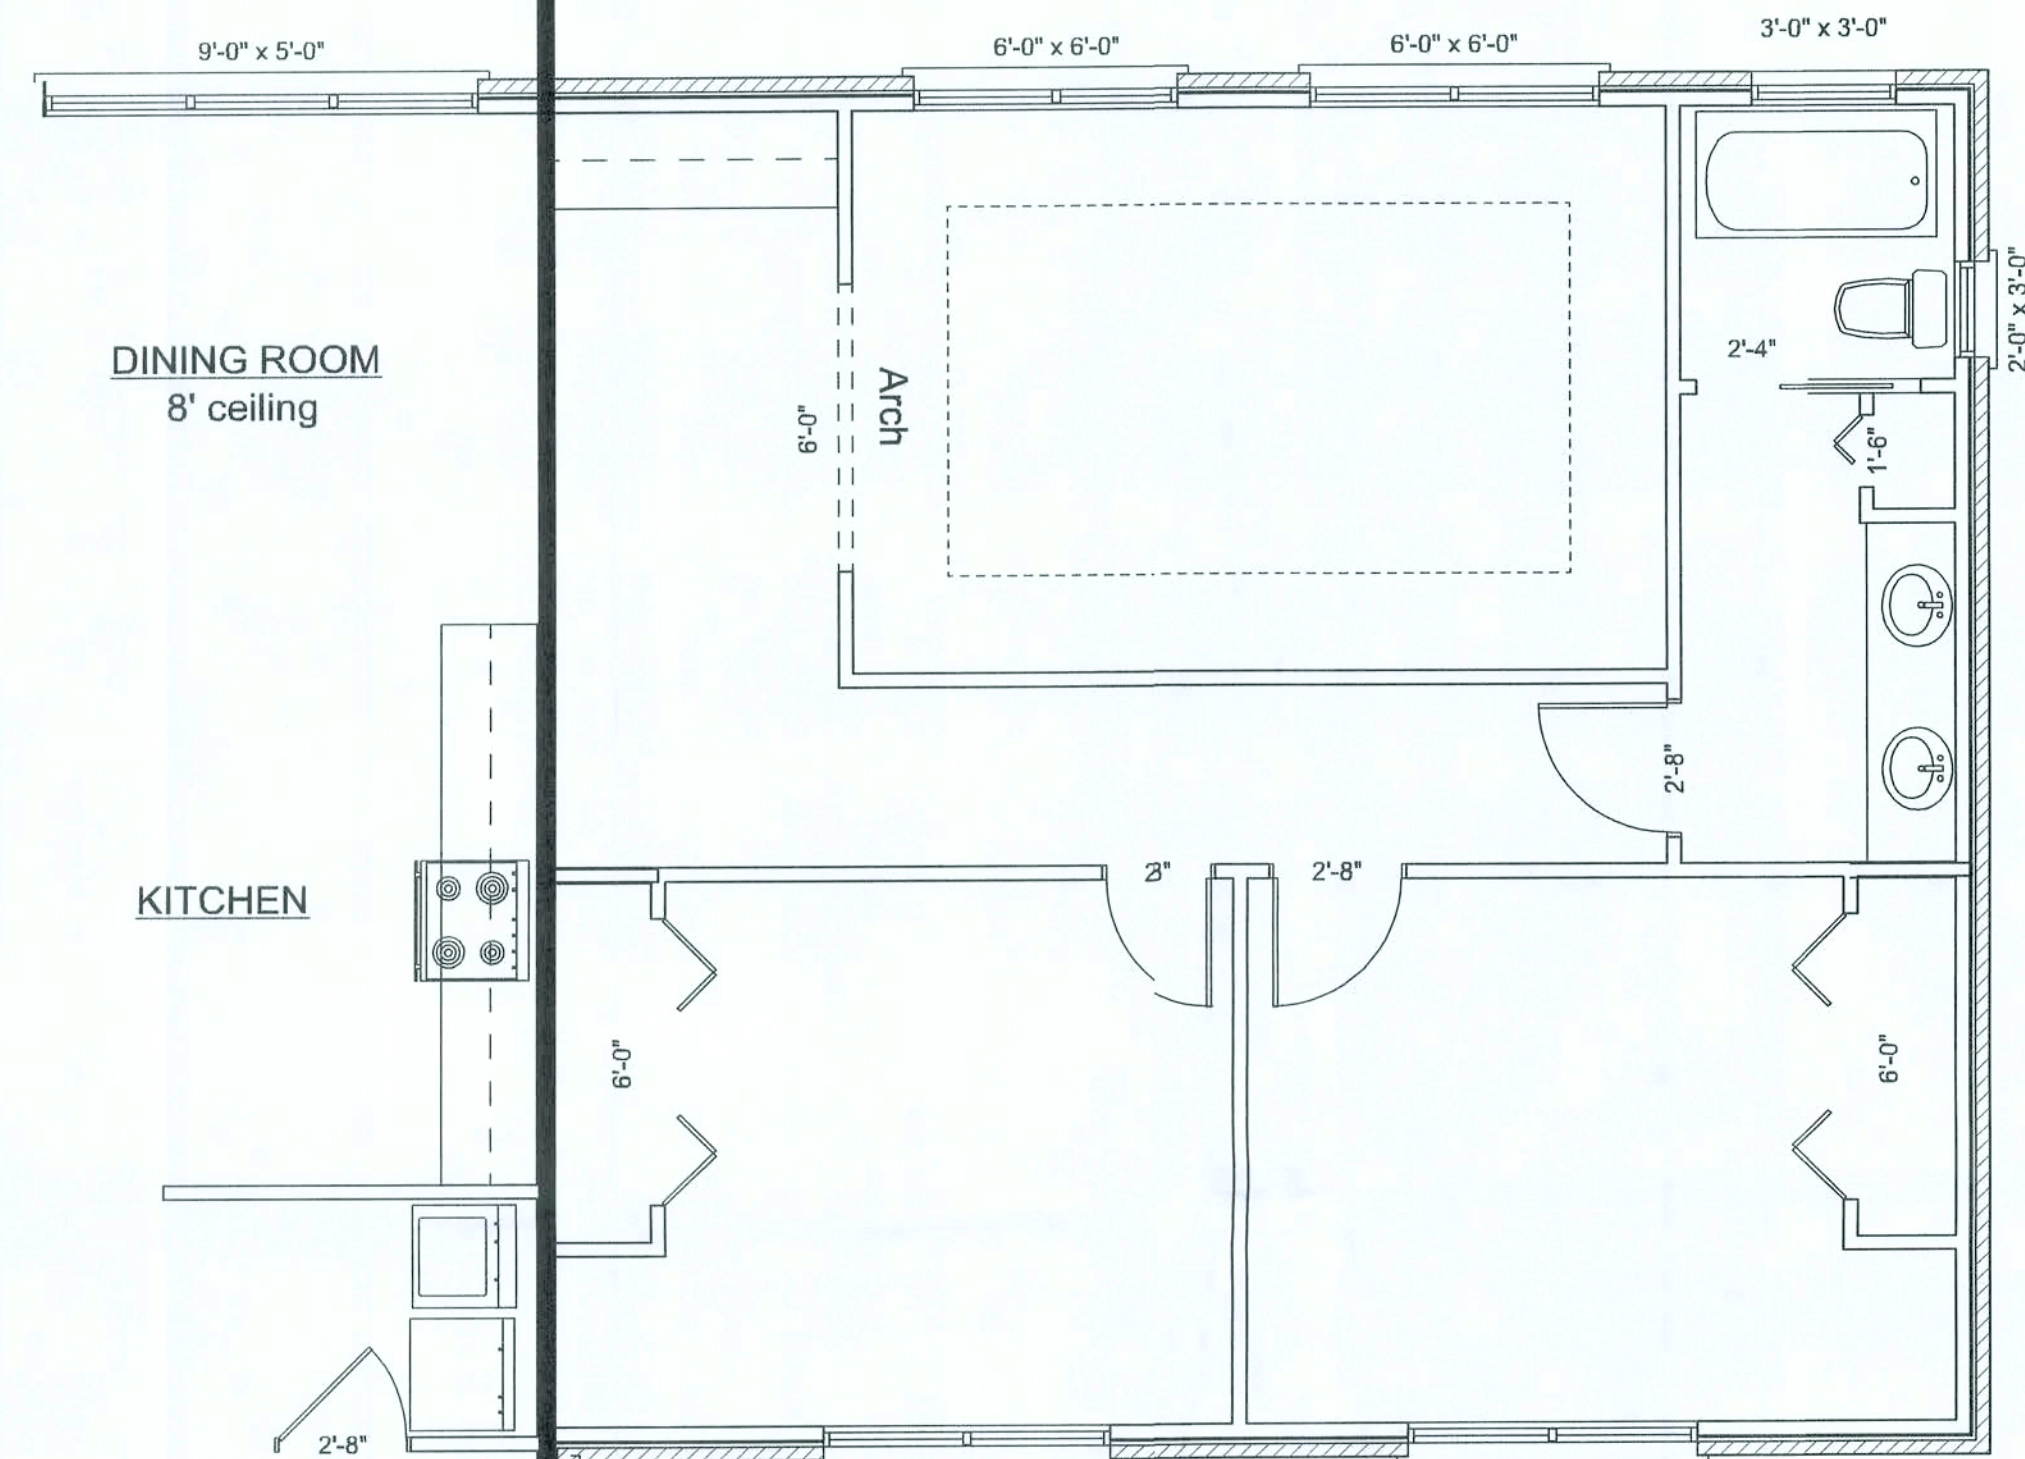 9'-0" x 5'-0"
6'-0" x 6'-0"
6'-0" x 6'-0"
3'-0" x 3'-0"
2'-0" x 3'-0"
DINING ROOM
8' ceiling
6'-0"
Arch
2'-4"
1'-6"
2'-8"
KITCHEN
2'-8"
6'-0"
6'-0"
2'-8"